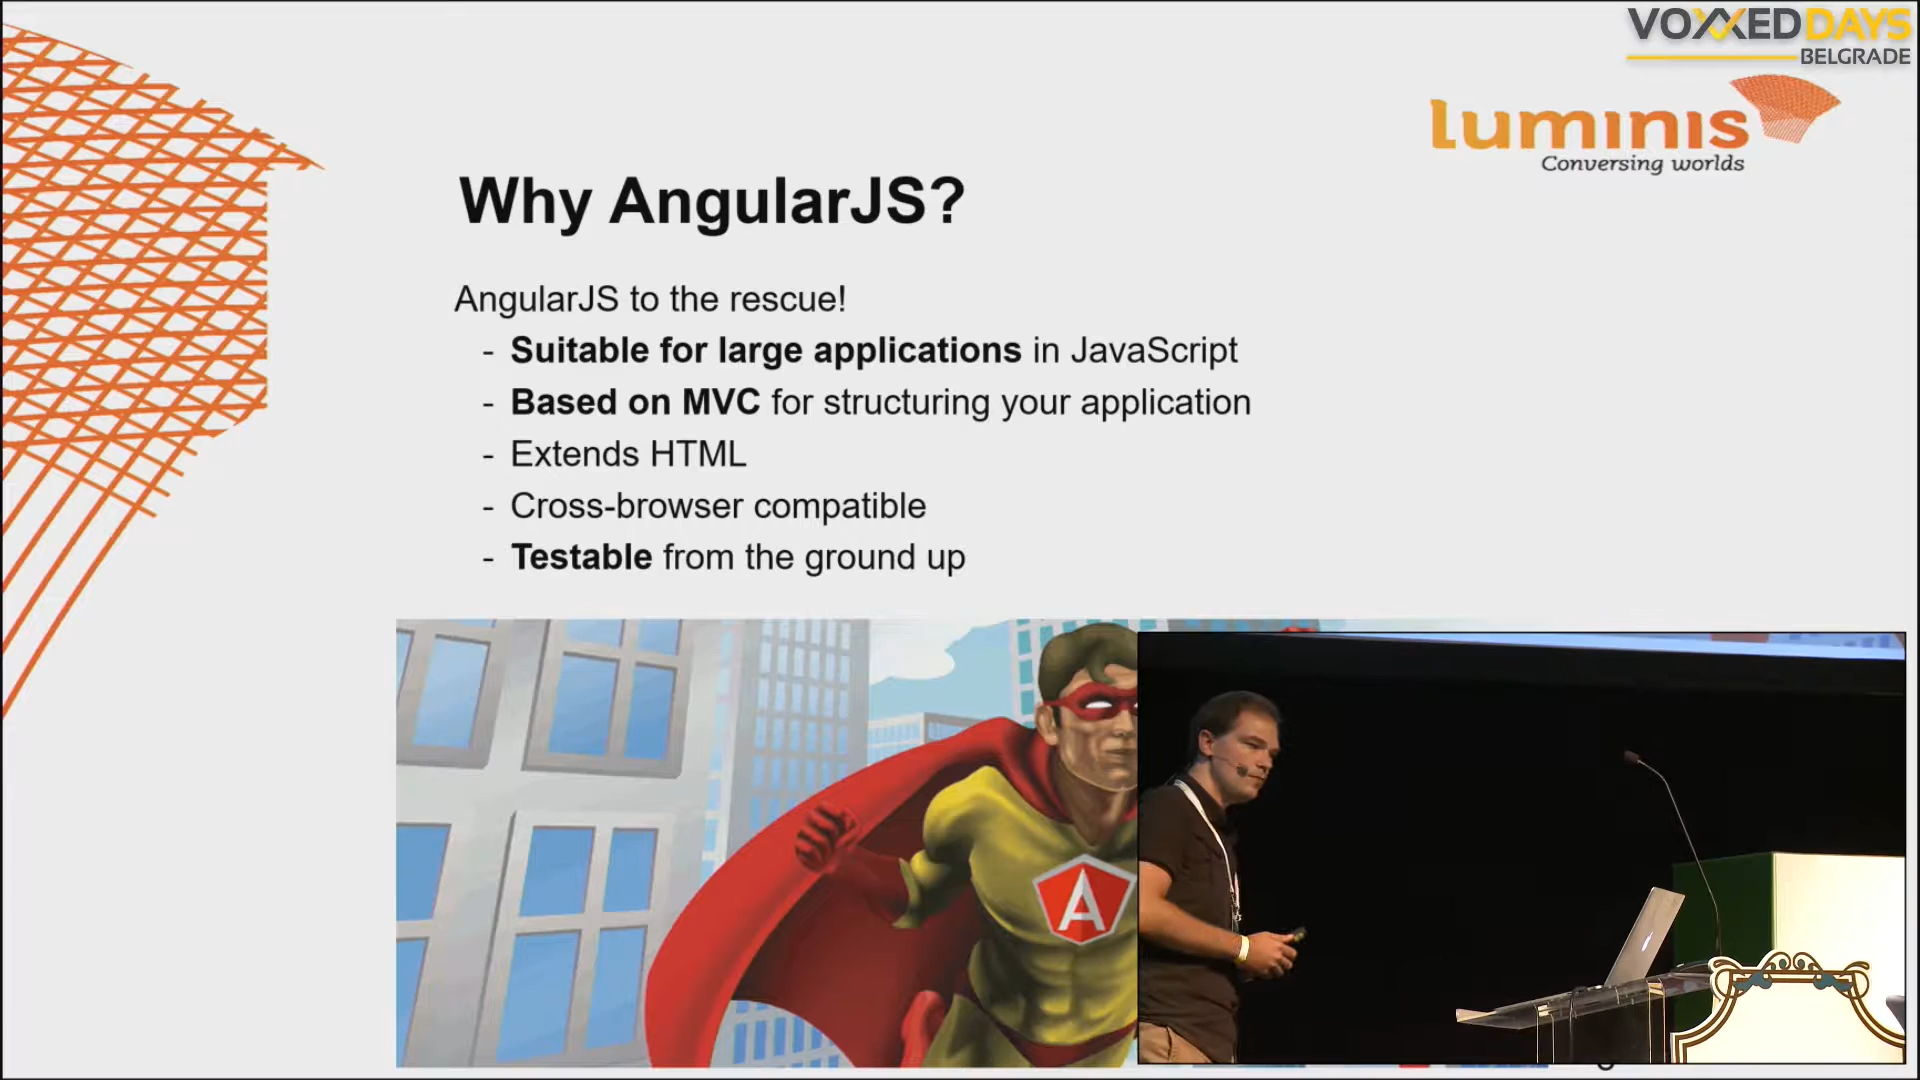 VOXXED DAYS
BELGRADE
luminis
Conversing worlds
Why AngularJS?
AngularJS to the rescue!
- Suitable for large applications in JavaScript
- Based on MVC for structuring your application
- Extends HTML
- Cross-browser compatible
- Testable from the ground up
A